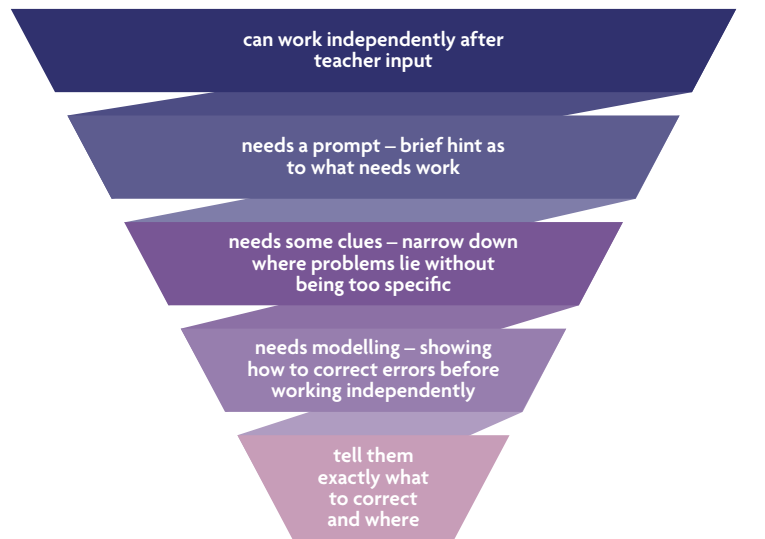 can work independently after
teacher input
needs a prompt – brief hint as
to what needs work
needs some clues – narrow down
where problems lie without
being too specific
needs modelling – showing
how to correct errors before
working independently
tell them
exactly what
to correct
and where